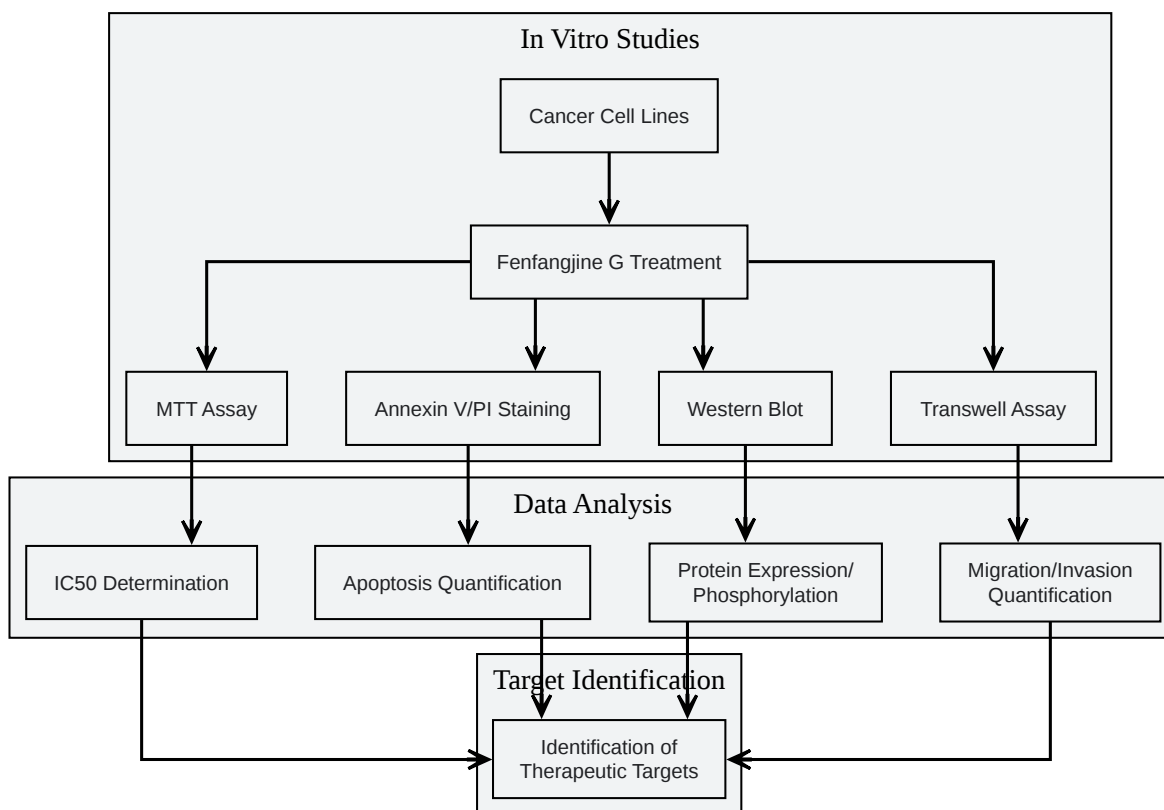 In Vitro Studies
Cancer Cell Lines
Fenfangjine G Treatment
MTT Assay
Annexin V/PI Staining
Western Blot
Transwell Assay
Data Analysis
IC50 Determination
Apoptosis Quantification
Protein Expression/
Phosphorylation
Migration/Invasion
Quantification
Target Identification
Identification of
Therapeutic Targets